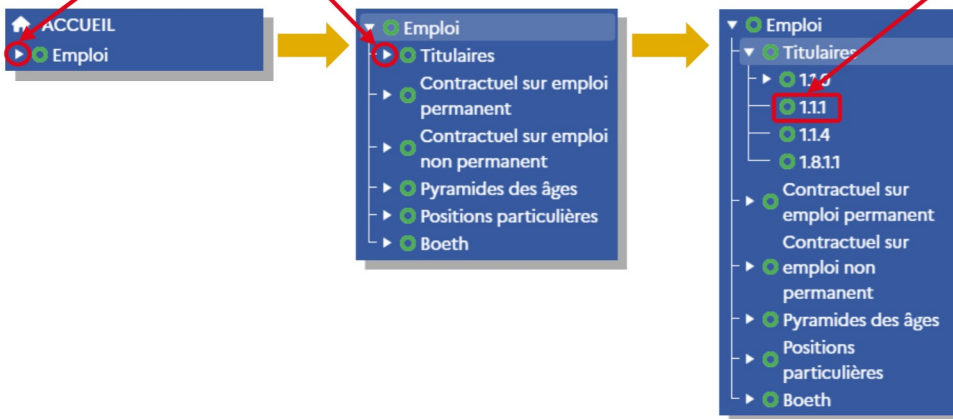 ACCUEIL
Emploi
Emploi
Titulaires
Contractuel sur emploi
permanent
Contractuel sur emploi
non permanent
Pyramides des âges
Positions particulières
Boeth
Emploi
Titulaires
1.1.0
1.1.1
1.1.4
1.8.1.1
Contractuel sur
emploi permanent
Contractuel sur
emploi non
permanent
Pyramides des âges
Positions
particulières
Boeth